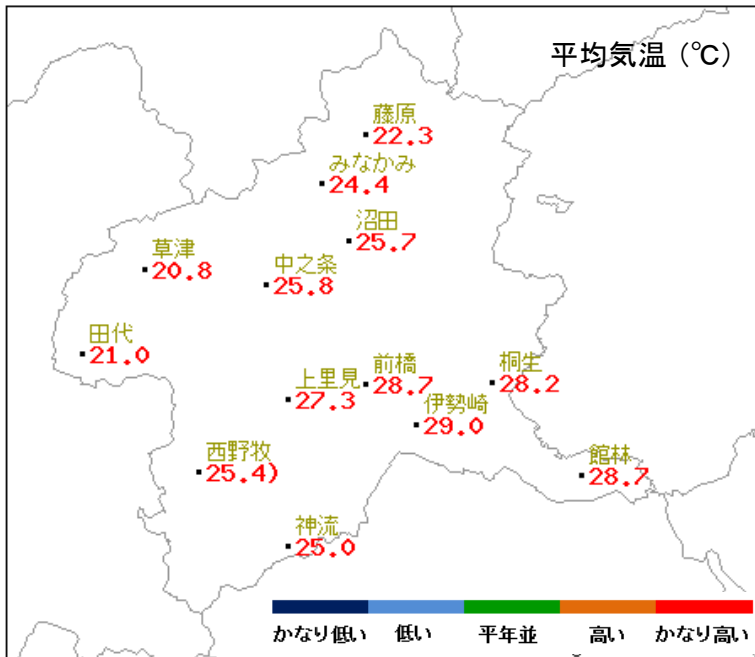 平均気温（℃）
藤原
22.3
みなかみ
24.4
沼田
25.7
草津
20.8
中之条
25.8
田代
21.0
上里見
27.3
前橋
28.7
桐生
28.2
伊勢崎
29.0
西野牧
25.4)
館林
28.7
神流
25.0
かなり低い 低い 平年並 高い かなり高い